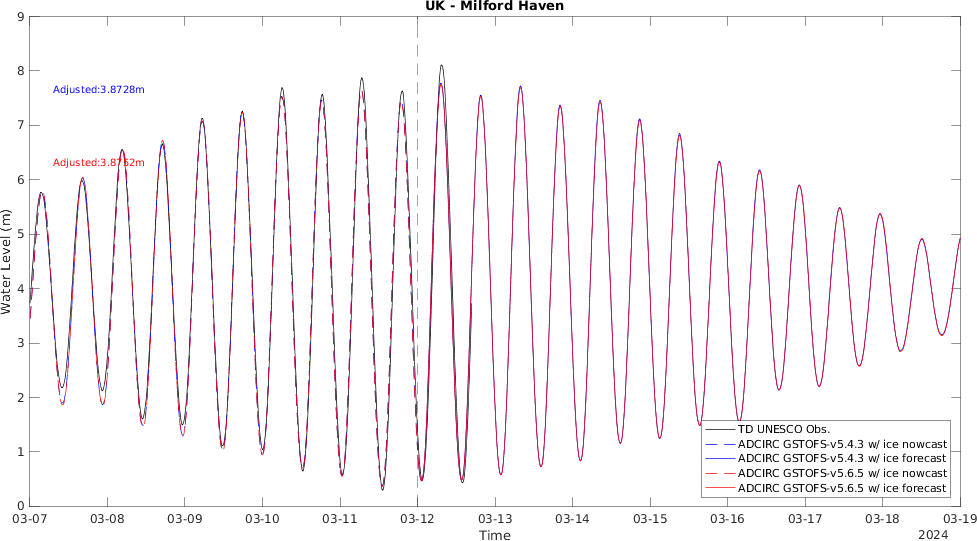 UK - Milford Haven
9
8
7
6
5
4
3
2
1
0
Water Level (m)
Adjusted:3.8728m
Adjusted:3.8762m
TD UNESCO Obs.
ADCIRC GSTOFS-v5.4.3 w/ ice nowcast
ADCIRC GSTOFS-v5.4.3 w/ ice forecast
ADCIRC GSTOFS-v5.6.5 w/ ice nowcast
ADCIRC GSTOFS-v5.6.5 w/ ice forecast
03-07 03-08 03-09 03-10 03-11 03-12 03-13 03-14 03-15 03-16 03-17 03-18 03-19
Time
2024